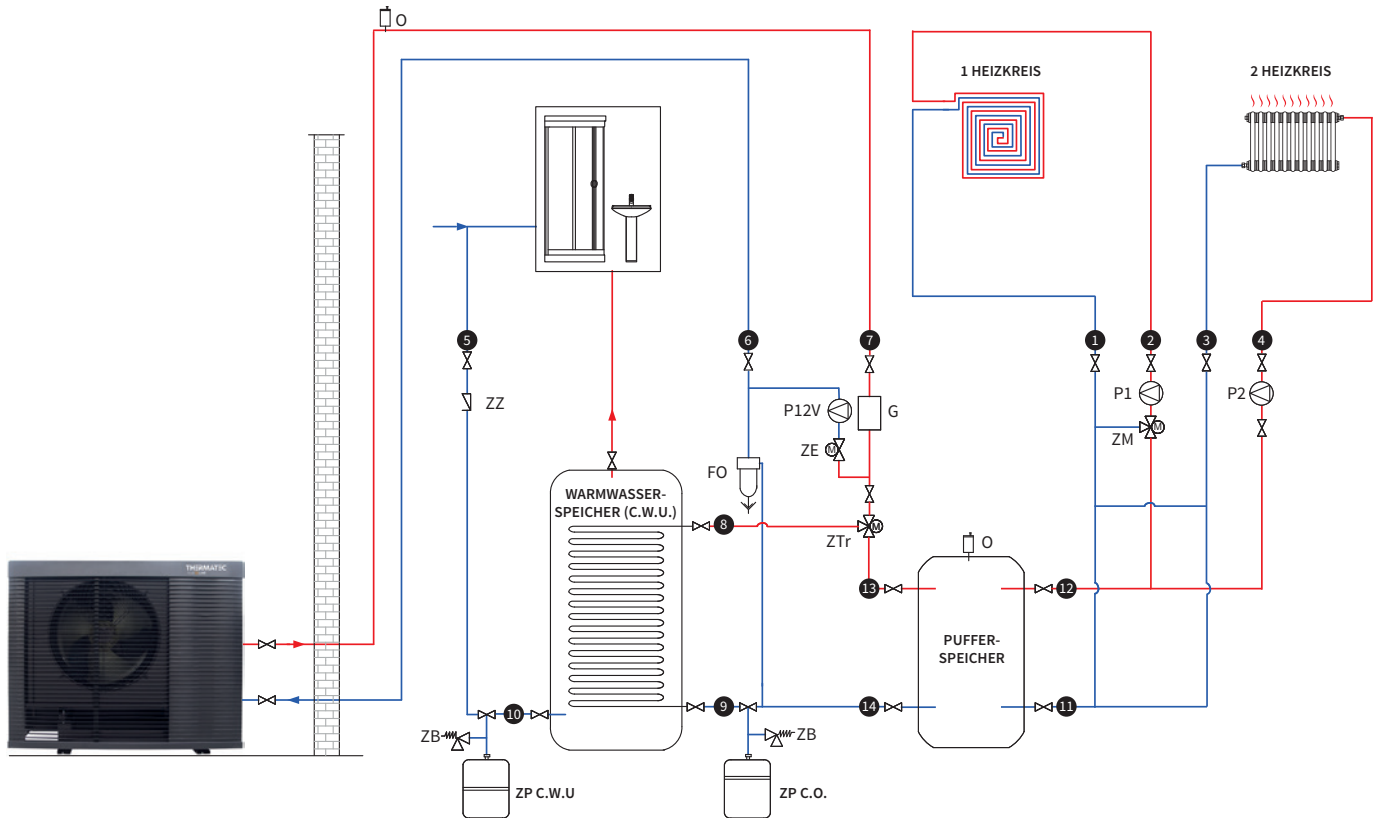 O
1 HEIZKREIS
2 HEIZKREIS
5
6
7
1
2
3
4
ZZ
P12V
G
P1
P2
ZE
ZM
FO
WARMWASSER-
SPEICHER (C.W.U.)
8
ZTr
O
13
12
THERMATEC
PUFFER-
SPEICHER
10
9
14
11
ZB
ZB
ZP C.W.U
ZP C.O.
M
M
M